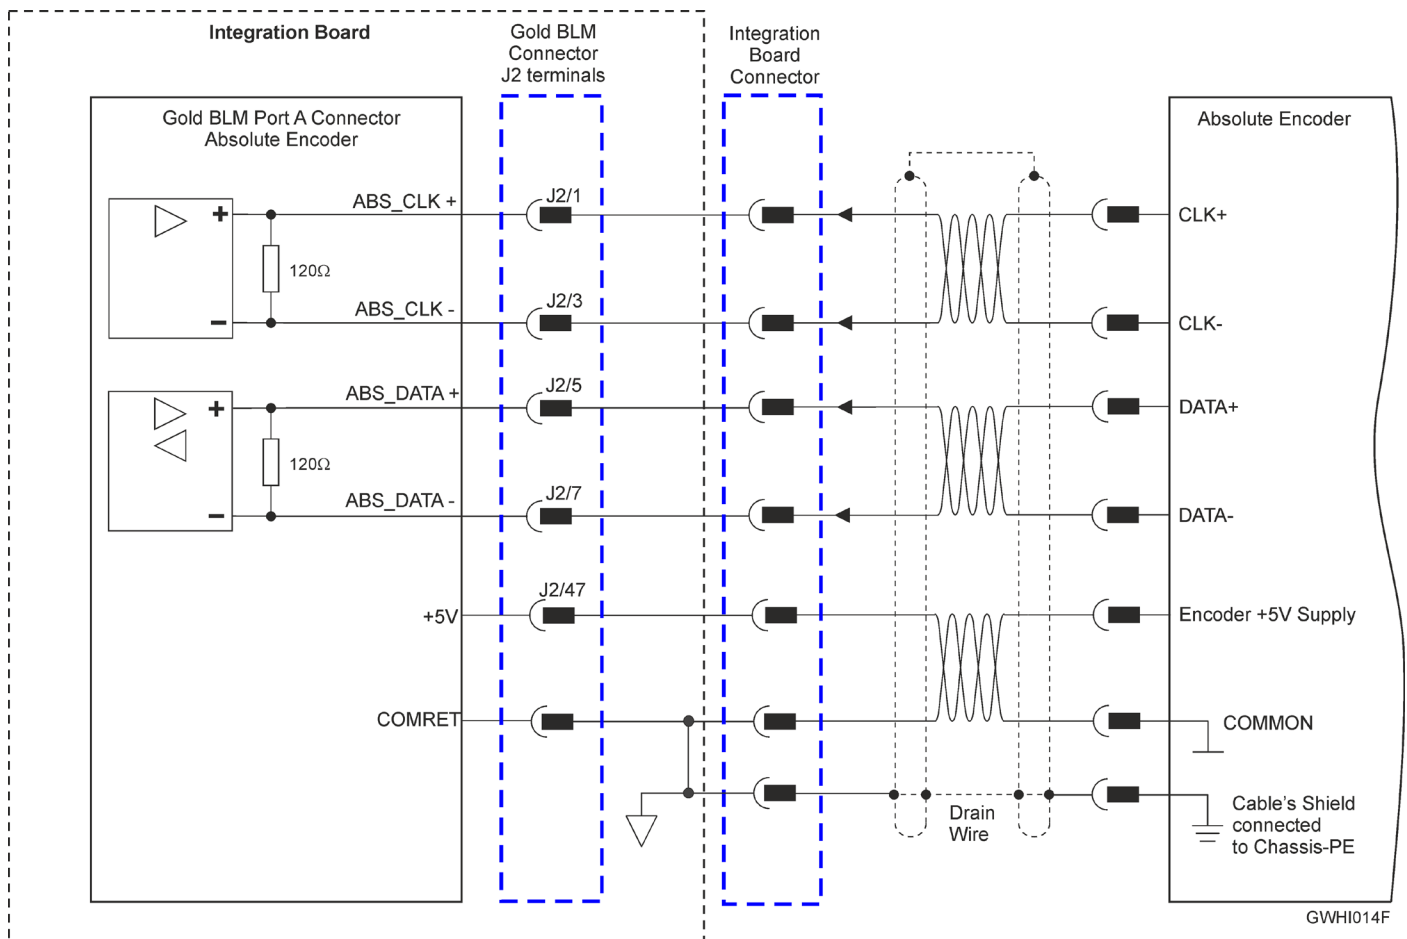 Integration Board
Gold BLM
Connector
J2 terminals
Integration
Board
Connector
Gold BLM Port A Connector
Absolute Encoder
Absolute Encoder
ABS_CLK +
J2/1
CLK+
+
120Ω
ABS_CLK -
J2/3
CLK-
-
ABS_DATA +
J2/5
DATA+
+
120Ω
ABS_DATA -
J2/7
DATA-
-
+5V
J2/47
Encoder +5V Supply
COMRET
COMMON
Drain
Wire
Cable's Shield
connected
to Chassis-PE
GWHI014F